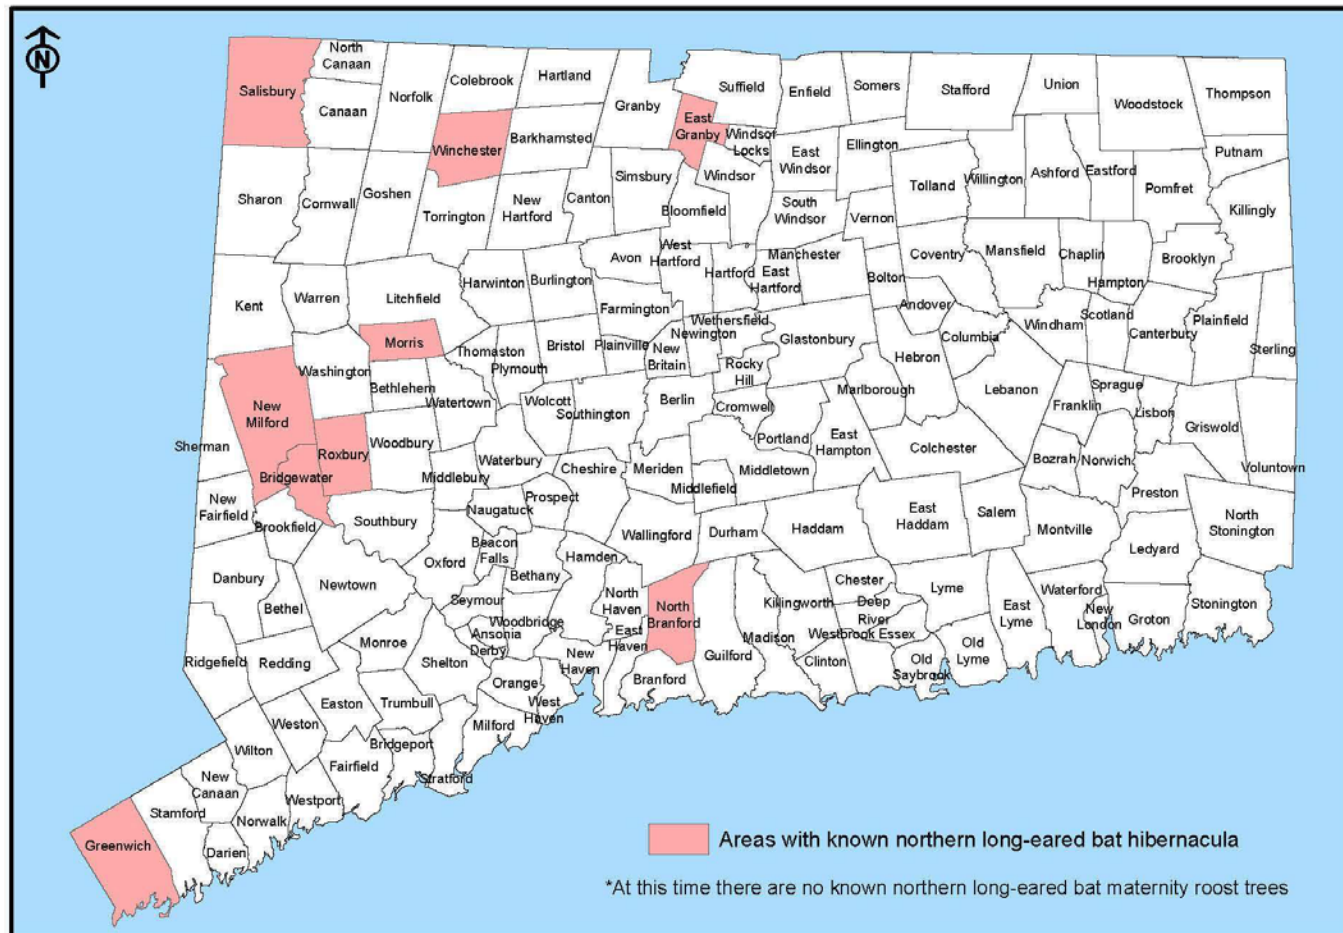 N
North
Canaan
Salisbury
Canaan
Norfolk
Colebrook
Hartland
Granby
Suffield
Enfield
Somers
Stafford
Union
Woodstock
Thompson
Winchester
Barkhamsted
East
Granby
Windsor
Locks
East
Windsor
Ellington
Putnam
Sharon
Cornwall
Goshen
Torrington
New
Hartford
Canton
Simsbury
Windsor
Bloomfield
South
Windsor
Vernon
Tolland
Willington
Ashford
Eastford
Pomfret
Killingly
Kent
Warren
Litchfield
Harwinton
Burlington
Avon
West
Hartford
Hartford
East
Hartford
Manchester
Bolton
Coventry
Andover
Mansfield
Chaplin
Hampton
Brooklyn
Farmington
Morris
Washington
Bethlehem
Watertown
Thomaston
Plymouth
Bristol
Plainville
New
Britain
Newington
Wethersfield
Rocky
Hill
Glastonbury
Hebron
Columbia
Windham
Scotland
Canterbury
Plainfield
Sterling
New
Milford
Sherman
Roxbury
Bridgewater
Woodbury
Wolcott
Southington
Berlin
Cromwell
Marlborough
Lebanon
Franklin
Sprague
Lisbon
Griswold
Voluntown
New
Fairfield
Brookfield
Southbury
Middlebury
Waterbury
Cheshire
Meriden
Middlefield
Middletown
Portland
East
Hampton
Colchester
Bozrah
Norwich
Preston
North
Stonington
Naugatuck
Prospect
Wallingford
Durham
Haddam
East
Haddam
Salem
Montville
Ledyard
Danbury
Bethel
Newtown
Oxford
Beacon
Falls
Bethany
Hamden
North
Haven
North
Branford
Killingworth
Chester
Deep
River
Lyme
East
Lyme
Waterford
New
London
Groton
Stonington
Seymour
Woodbridge
Ansonia
Derby
East
Haven
Guilford
Madison
Westbrook
Essex
Clinton
Old
Saybrook
Old
Lyme
Ridgefield
Redding
Monroe
Shelton
New
Haven
Branford
Orange
West
Haven
Milford
Easton
Trumbull
Weston
Wilton
Bridgeport
Fairfield
Stratford
New
Canaan
Westport
Stamford
Norwalk
Darien
Greenwich
Areas with known northern long-eared bat hibernacula
*At this time there are no known northern long-eared bat maternity roost trees